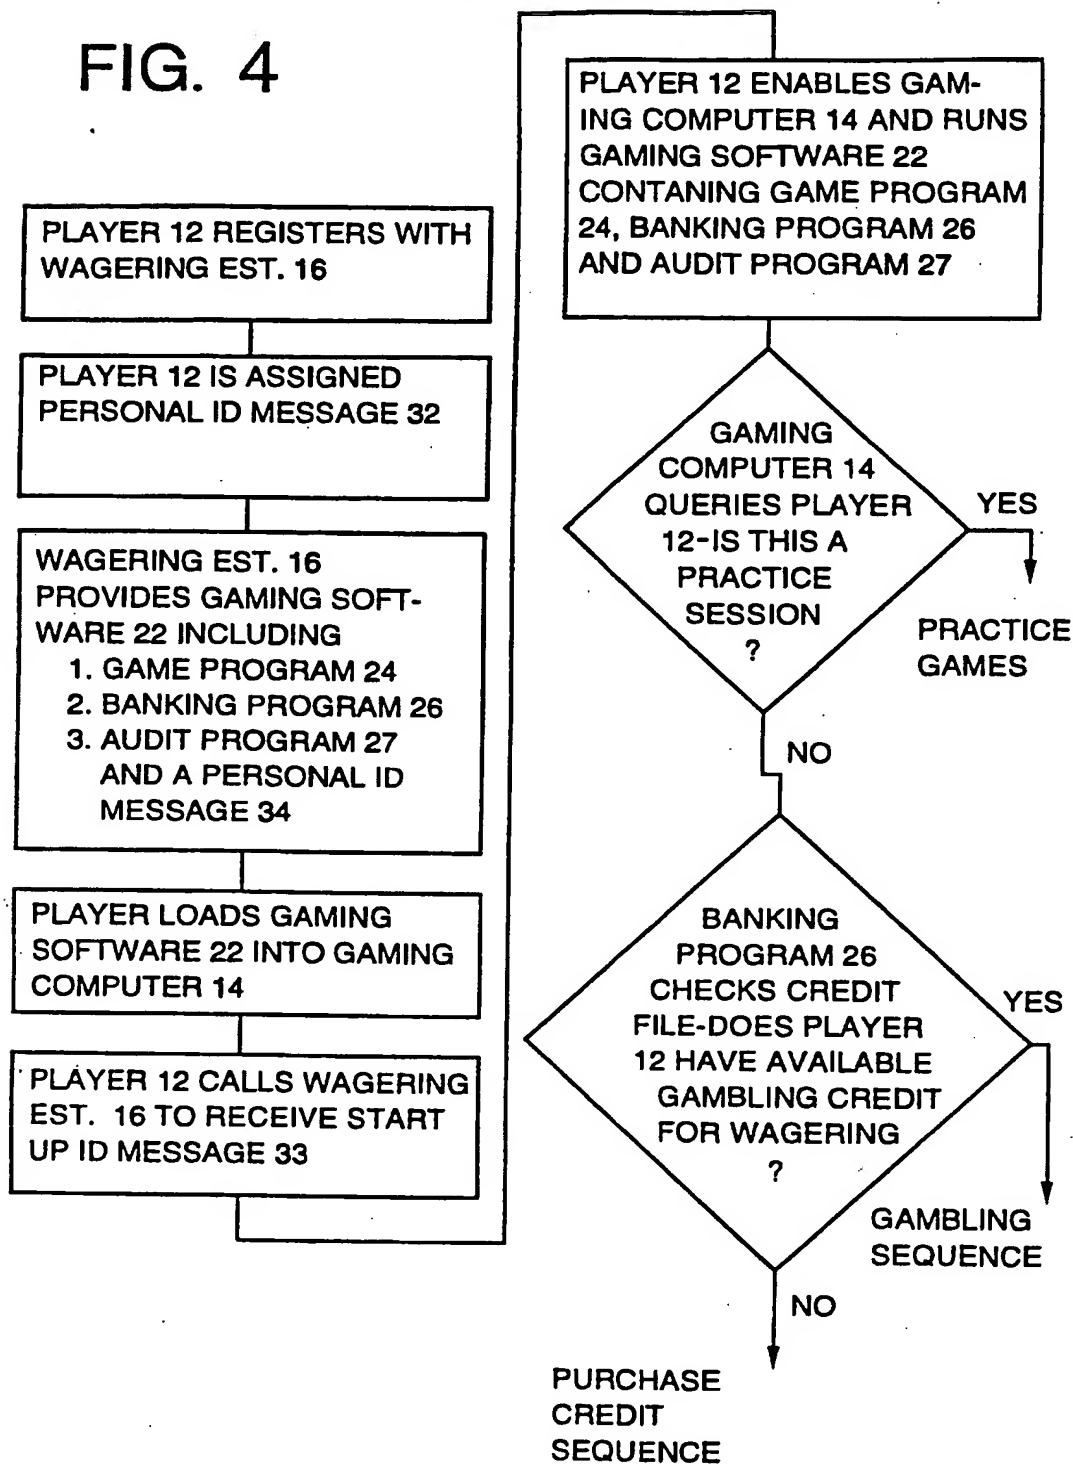 FIG. 4
PLAYER 12 REGISTERS WITH
WAGERING EST. 16
PLAYER 12 IS ASSIGNED
PERSONAL ID MESSAGE 32
WAGERING EST. 16
PROVIDES GAMING SOFT-
WARE 22 INCLUDING
1. GAME PROGRAM 24
2. BANKING PROGRAM 26
3. AUDIT PROGRAM 27
AND A PERSONAL ID
MESSAGE 34
PLAYER LOADS GAMING
SOFTWARE 22 INTO GAMING
COMPUTER 14
PLAYER 12 CALLS WAGERING
EST. 16 TO RECEIVE START
UP ID MESSAGE 33
PLAYER 12 ENABLES GAM-
ING COMPUTER 14 AND RUNS
GAMING SOFTWARE 22
CONTANING GAME PROGRAM
24, BANKING PROGRAM 26
AND AUDIT PROGRAM 27
GAMING
COMPUTER 14
QUERIES PLAYER
12-IS THIS A
PRACTICE
SESSION
?
YES
PRACTICE
GAMES
NO
BANKING
PROGRAM 26
CHECKS CREDIT
FILE-DOES PLAYER
12 HAVE AVAILABLE
GAMBLING CREDIT
FOR WAGERING
?
YES
GAMBLING
SEQUENCE
NO
PURCHASE
CREDIT
SEQUENCE